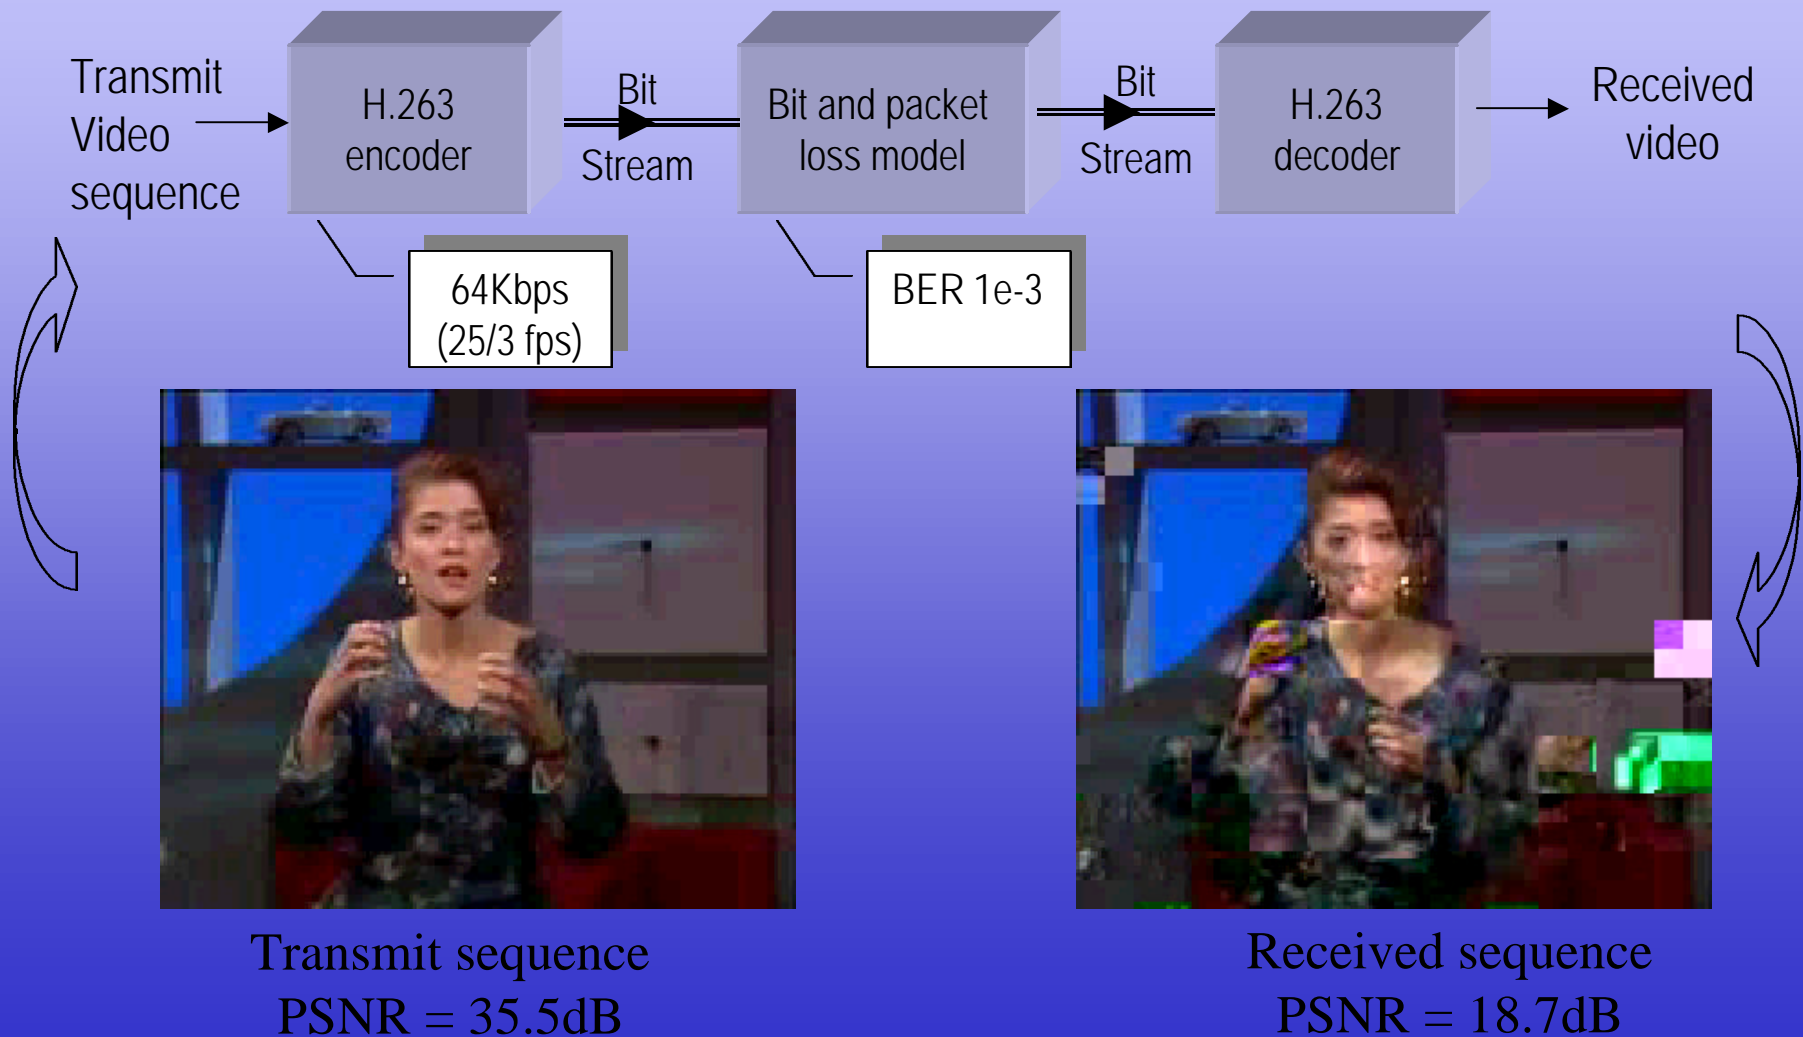 Transmit
Video
sequence
H.263
encoder
Bit
Stream
Bit and packet
loss model
Bit
Stream
H.263
decoder
Received
video
64Kbps
(25/3 fps)
BER 1e-3
Transmit sequence
PSNR = 35.5dB
Received sequence
PSNR = 18.7dB